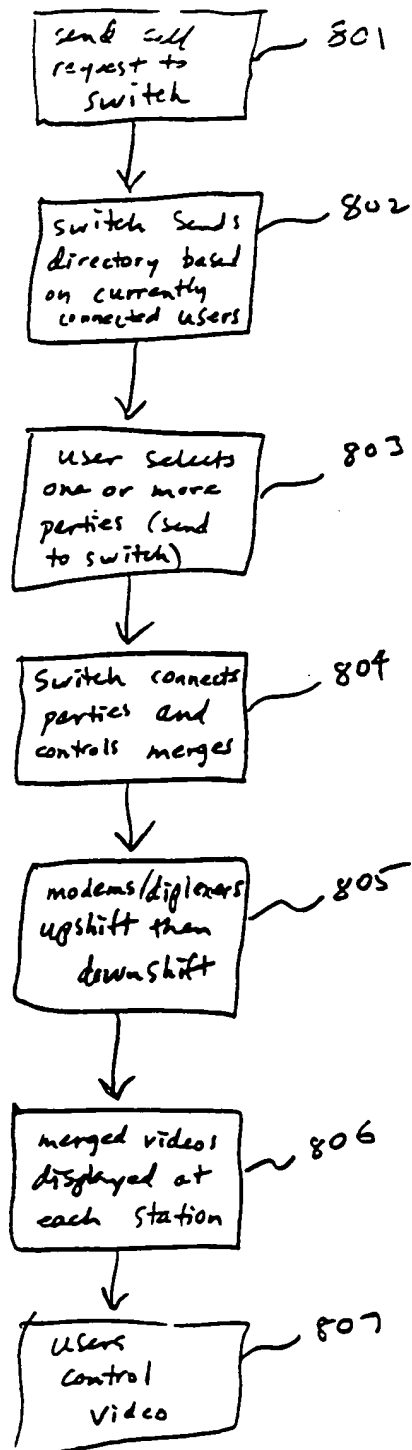 send call
request to
switch
801
switch sends
directory based
on currently
connected users
802
user selects
one or more
parties (send
to switch)
803
Switch connects
parties and
controls merges
804
modems/diplexers
upshift then
downshift
805
merged videos
displayed at
each station
806
users
control
video
807